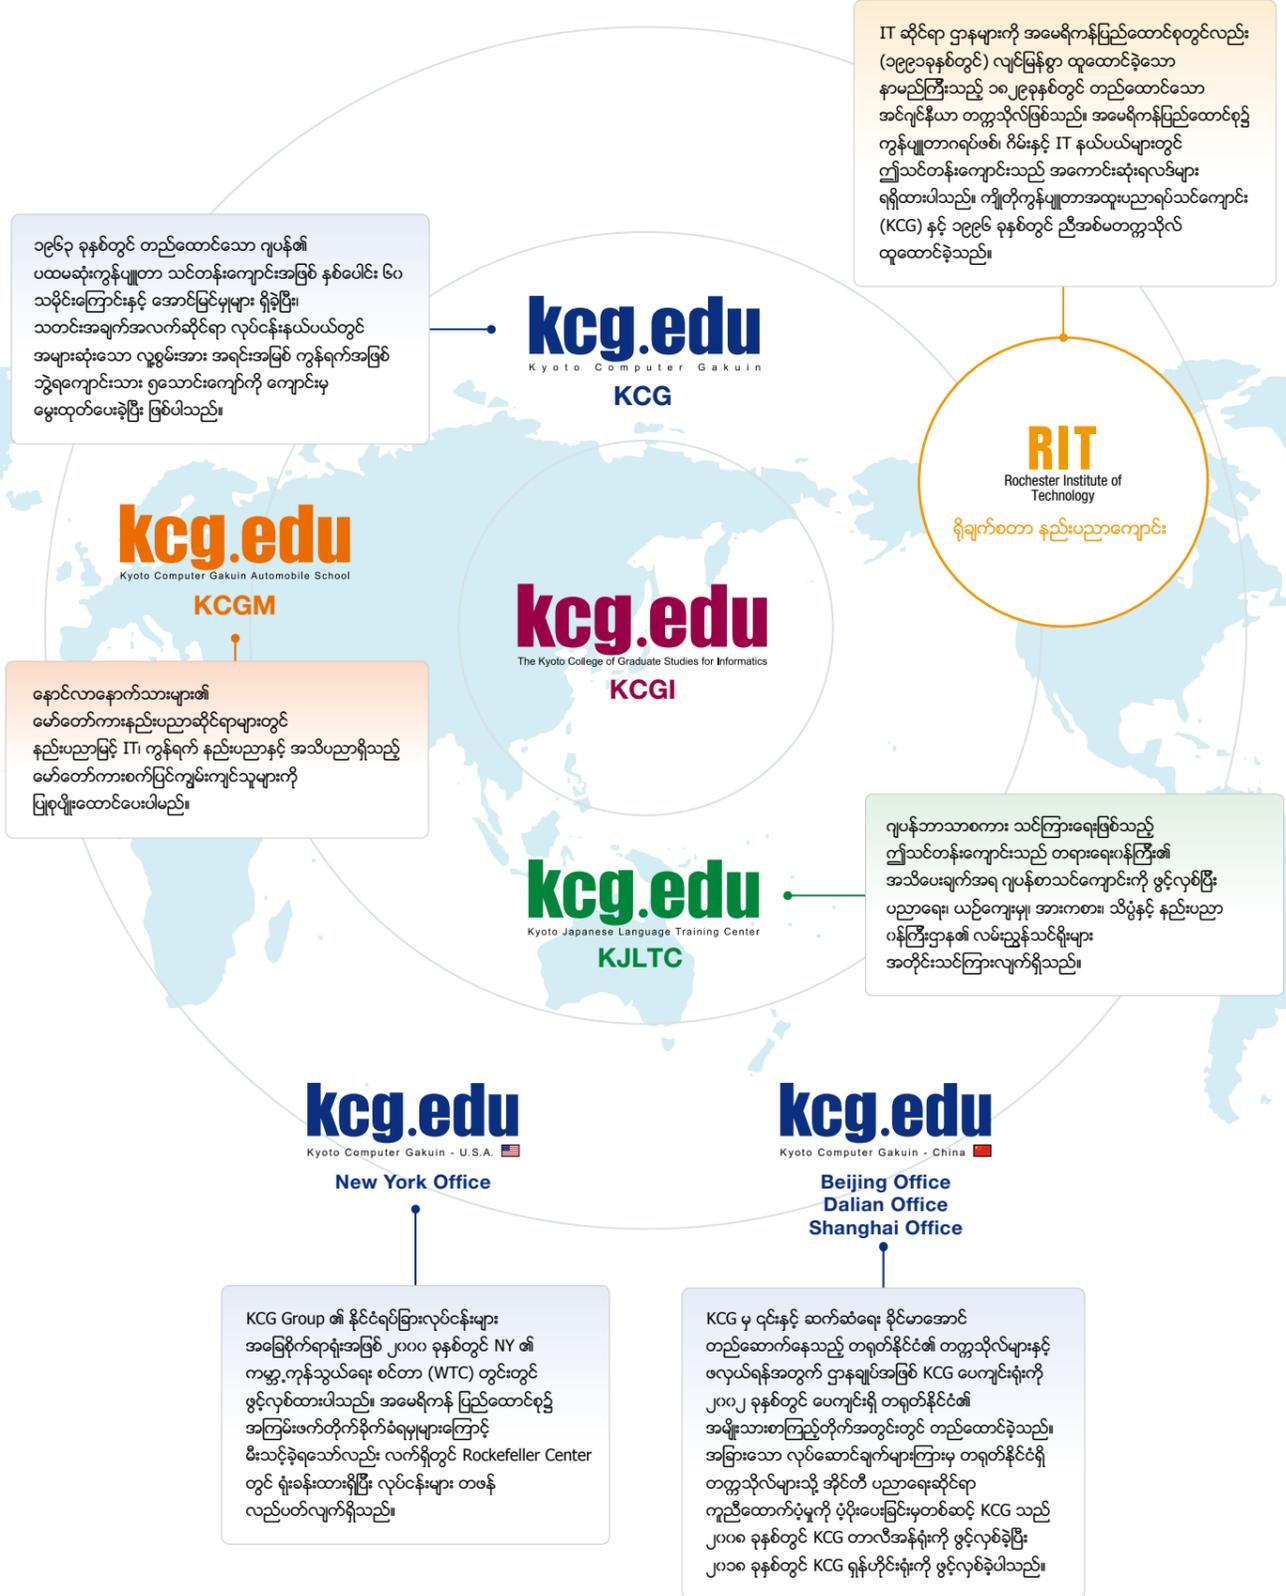 IT ဆိုင်ရာ ဌာနများကို အမေရိကန်ပြည်ထောင်စုတွင်လည်း
(၁၉၉၁ခုနှစ်တွင်) လျင်မြန်စွာ ထူထောင်ခဲ့သော
နာမည်ကြီးသည့် ၁၈၂၉ခုနှစ်တွင် တည်ထောင်သော
အင်ဂျင်နီယာ တက္ကသိုလ်ဖြစ်သည်။ အမေရိကန်ပြည်ထောင်စု၌
ကွန်ပျူတာဂရပ်ဖစ်၊ ဂိမ်းနှင့် IT နယ်ပယ်များတွင်
ဤသင်တန်းကျောင်းသည် အကောင်းဆုံးရလဒ်များ
ရရှိထားပါသည်။ ကျိုတိုကွန်ပျူတာအထူးပညာရပ်သင်ကျောင်း
(KCG) နှင့် ၁၉၉၆ ခုနှစ်တွင် ညီအစ်မတက္ကသိုလ်
ထူထောင်ခဲ့သည်။
၁၉၆၃ ခုနှစ်တွင် တည်ထောင်သော ဂျပန်၏
ပထမဆုံးကွန်ပျူတာ သင်တန်းကျောင်းအဖြစ် နှစ်ပေါင်း ၆၀
သမိုင်းကြောင်းနှင့် အောင်မြင်မှုများ ရှိခဲ့ပြီး၊
သတင်းအချက်အလက်ဆိုင်ရာ လုပ်ငန်းနယ်ပယ်တွင်
အများဆုံးသော လူ့စွမ်းအား အရင်းအမြစ် ကွန်ရက်အဖြစ်
ဘွဲ့ရကျောင်းသား ၅သောင်းကျော်ကို ကျောင်းမှ
မွေးထုတ်ပေးခဲ့ပြီး ဖြစ်ပါသည်။
kcg.edu
Kyoto Computer Gakuin
KCG
RIT
Rochester Institute of
Technology
ရိုချက်စတာ နည်းပညာကျောင်း
kcg.edu
Kyoto Computer Gakuin Automobile School
KCGM
kcg.edu
The Kyoto College of Graduate Studies for Informatics
KCGI
နောင်လာနောက်သားများ၏
မော်တော်ကားနည်းပညာဆိုင်ရာများတွင်
နည်းပညာမြင့် IT၊ ကွန်ရက် နည်းပညာနှင့် အသိပညာရှိသည့်
မော်တော်ကားစက်ပြင်ကျွမ်းကျင်သူများကို
ပြုစုပျိုးထောင်ပေးပါမည်။
ဂျပန်ဘာသာစကား သင်ကြားရေးဖြစ်သည့်
ဤသင်တန်းကျောင်းသည် တရားရေးဝန်ကြီး၏
အသိပေးချက်အရ ဂျပန်စာသင်ကျောင်းကို ဖွင့်လှစ်ပြီး
ပညာရေး၊ ယဉ်ကျေးမှု၊ အားကစား၊ သိပ္ပံနှင့် နည်းပညာ
ဝန်ကြီးဌာန၏ လမ်းညွှန်သင်ရိုးများ
အတိုင်းသင်ကြားလျက်ရှိသည်။
kcg.edu
Kyoto Japanese Language Training Center
KJLTC
kcg.edu
Kyoto Computer Gakuin - U.S.A.
New York Office
kcg.edu
Kyoto Computer Gakuin - China
Beijing Office
Dalian Office
Shanghai Office
KCG Group ၏ နိုင်ငံရပ်ခြားလုပ်ငန်းများ
အခြေစိုက်ရာရုံးအဖြစ် ၂၀၀၀ ခုနှစ်တွင် NY ၏
ကမ္ဘာ့ကုန်သွယ်ရေး စင်တာ (WTC) တွင်းတွင်
ဖွင့်လှစ်ထားပါသည်။ အမေရိကန် ပြည်ထောင်စု၌
အကြမ်းဖက်တိုက်ခိုက်ခံရမှုများကြောင့်
မီးသင့်ခဲ့ရသော်လည်း လက်ရှိတွင် Rockefeller Center
တွင် ရုံးခန်းထားရှိပြီး လုပ်ငန်းများ တဖန်
လည်ပတ်လျက်ရှိသည်။
KCG မှ ၎င်းနှင့် ဆက်ဆံရေး ခိုင်မာအောင်
တည်ဆောက်နေသည့် တရုတ်နိုင်ငံ၏ တက္ကသိုလ်များနှင့်
ဖလှယ်ရန်အတွက် ဌာနချုပ်အဖြစ် KCG ပေကျင်းရုံးကို
၂၀၀၂ ခုနှစ်တွင် ပေကျင်းရှိ တရုတ်နိုင်ငံ၏
အမျိုးသားစာကြည့်တိုက်အတွင်းတွင် တည်ထောင်ခဲ့သည်။
အခြားသော လုပ်ဆောင်ချက်များကြားမှ တရုတ်နိုင်ငံရှိ
တက္ကသိုလ်များသို့ အိုင်တီ ပညာရေးဆိုင်ရာ
ကူညီထောက်ပံ့မှုကို ပံ့ပိုးပေးခြင်းမှတစ်ဆင့် KCG သည်
၂၀၀၈ ခုနှစ်တွင် KCG တာလီအန်ရုံးကို ဖွင့်လှစ်ခဲ့ပြီး
၂၀၁၈ ခုနှစ်တွင် KCG ရှန်ဟိုင်းရုံးကို ဖွင့်လှစ်ခဲ့ပါသည်။